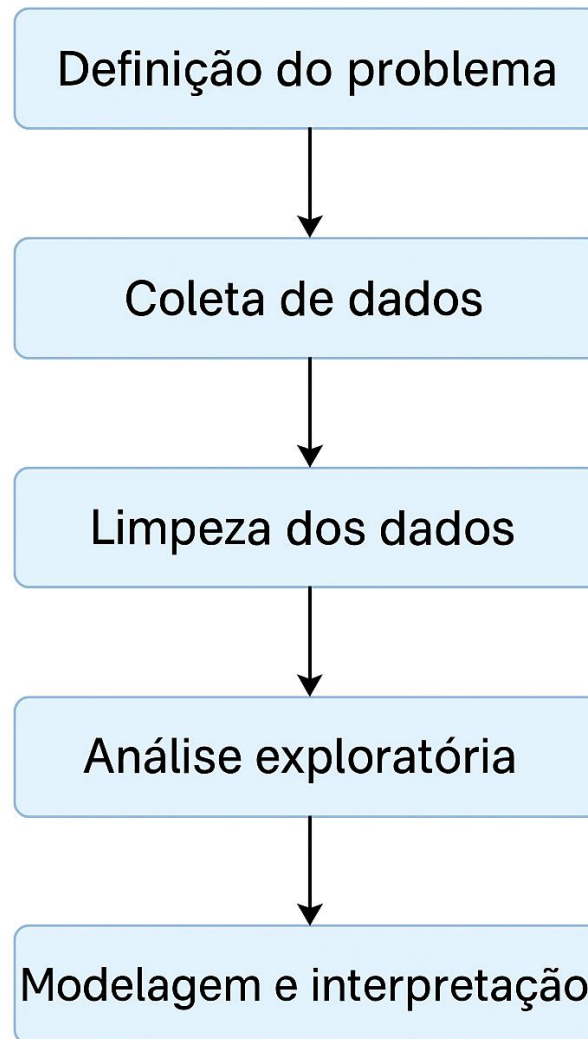 Definição do problema
Coleta de dados
Limpeza dos dados
Análise exploratória
Modelagem e interpretação